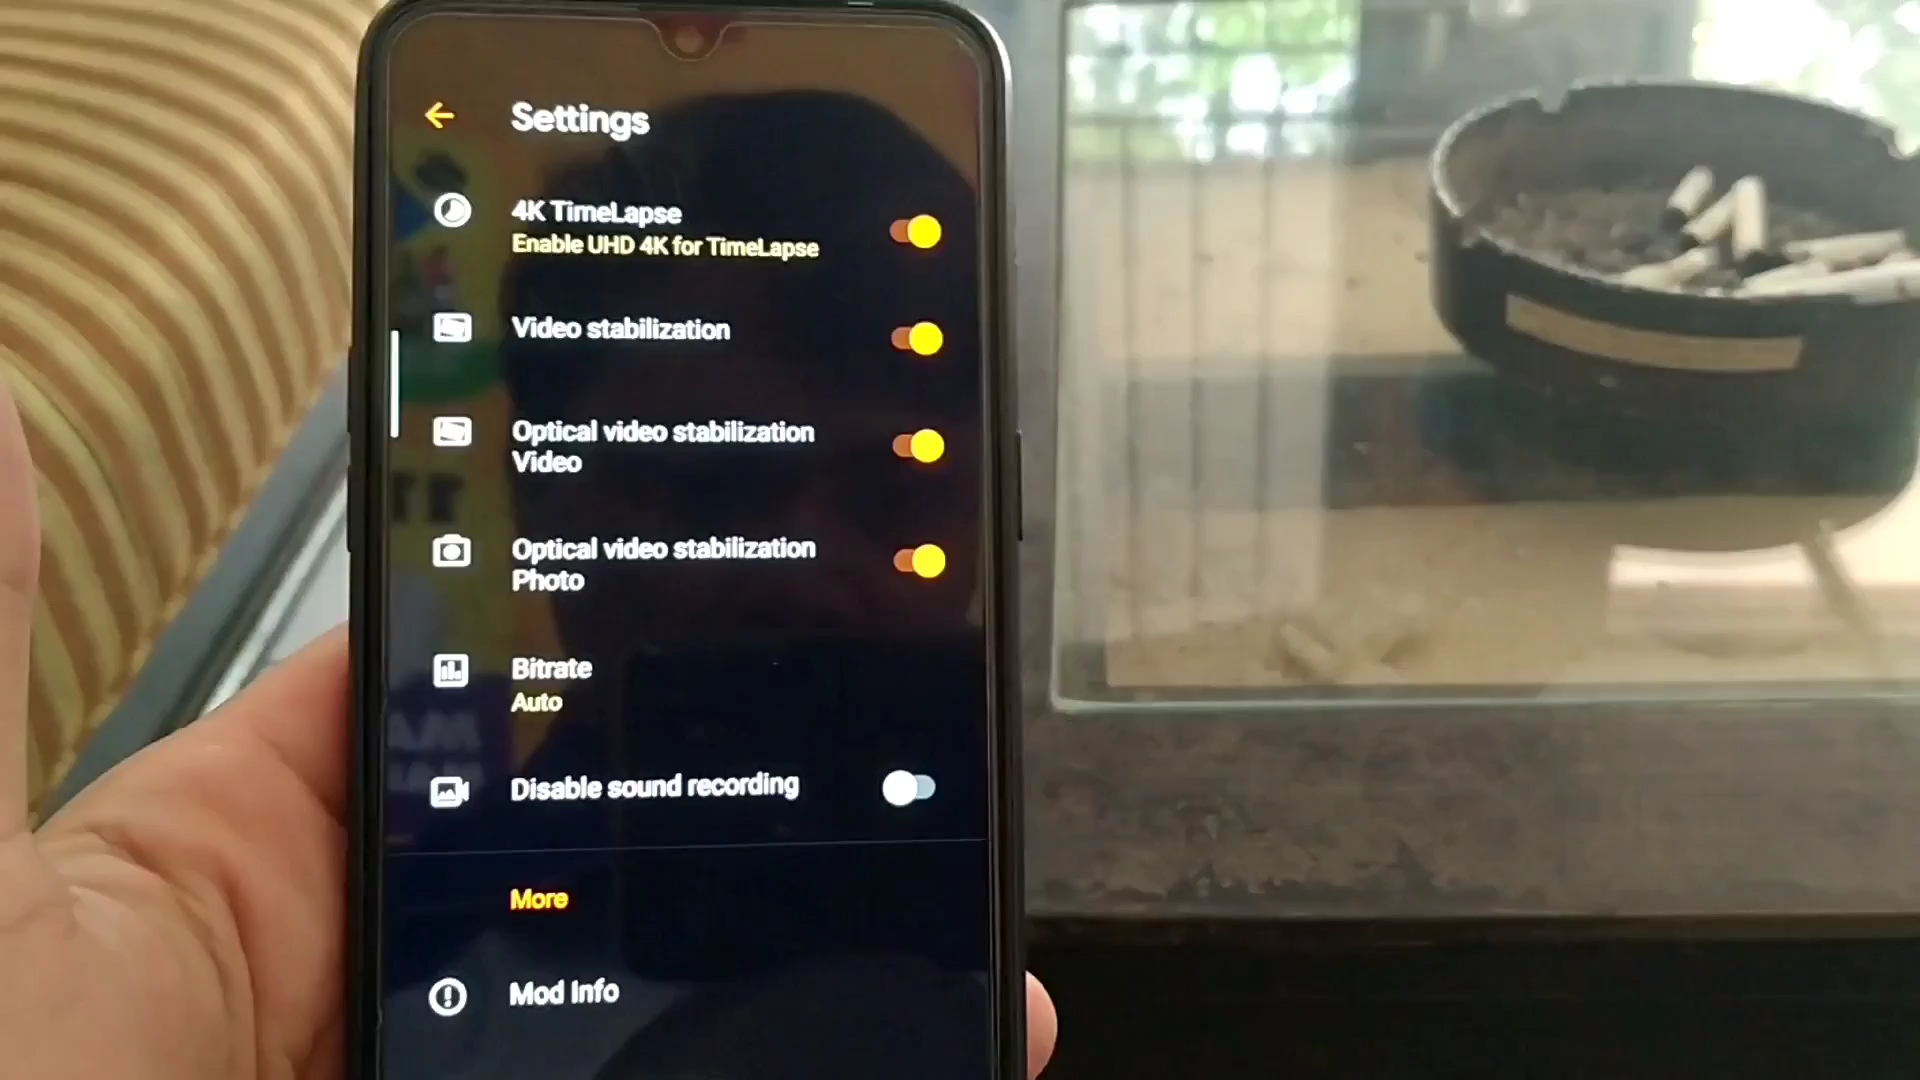 Settings
4K TimeLapse
Enable UHD 4K for TimeLapse
Video stabilization
Optical video stabilization
Video
Optical video stabilization
Photo
Bitrate
Auto
Disable sound recording
More
Mod Info